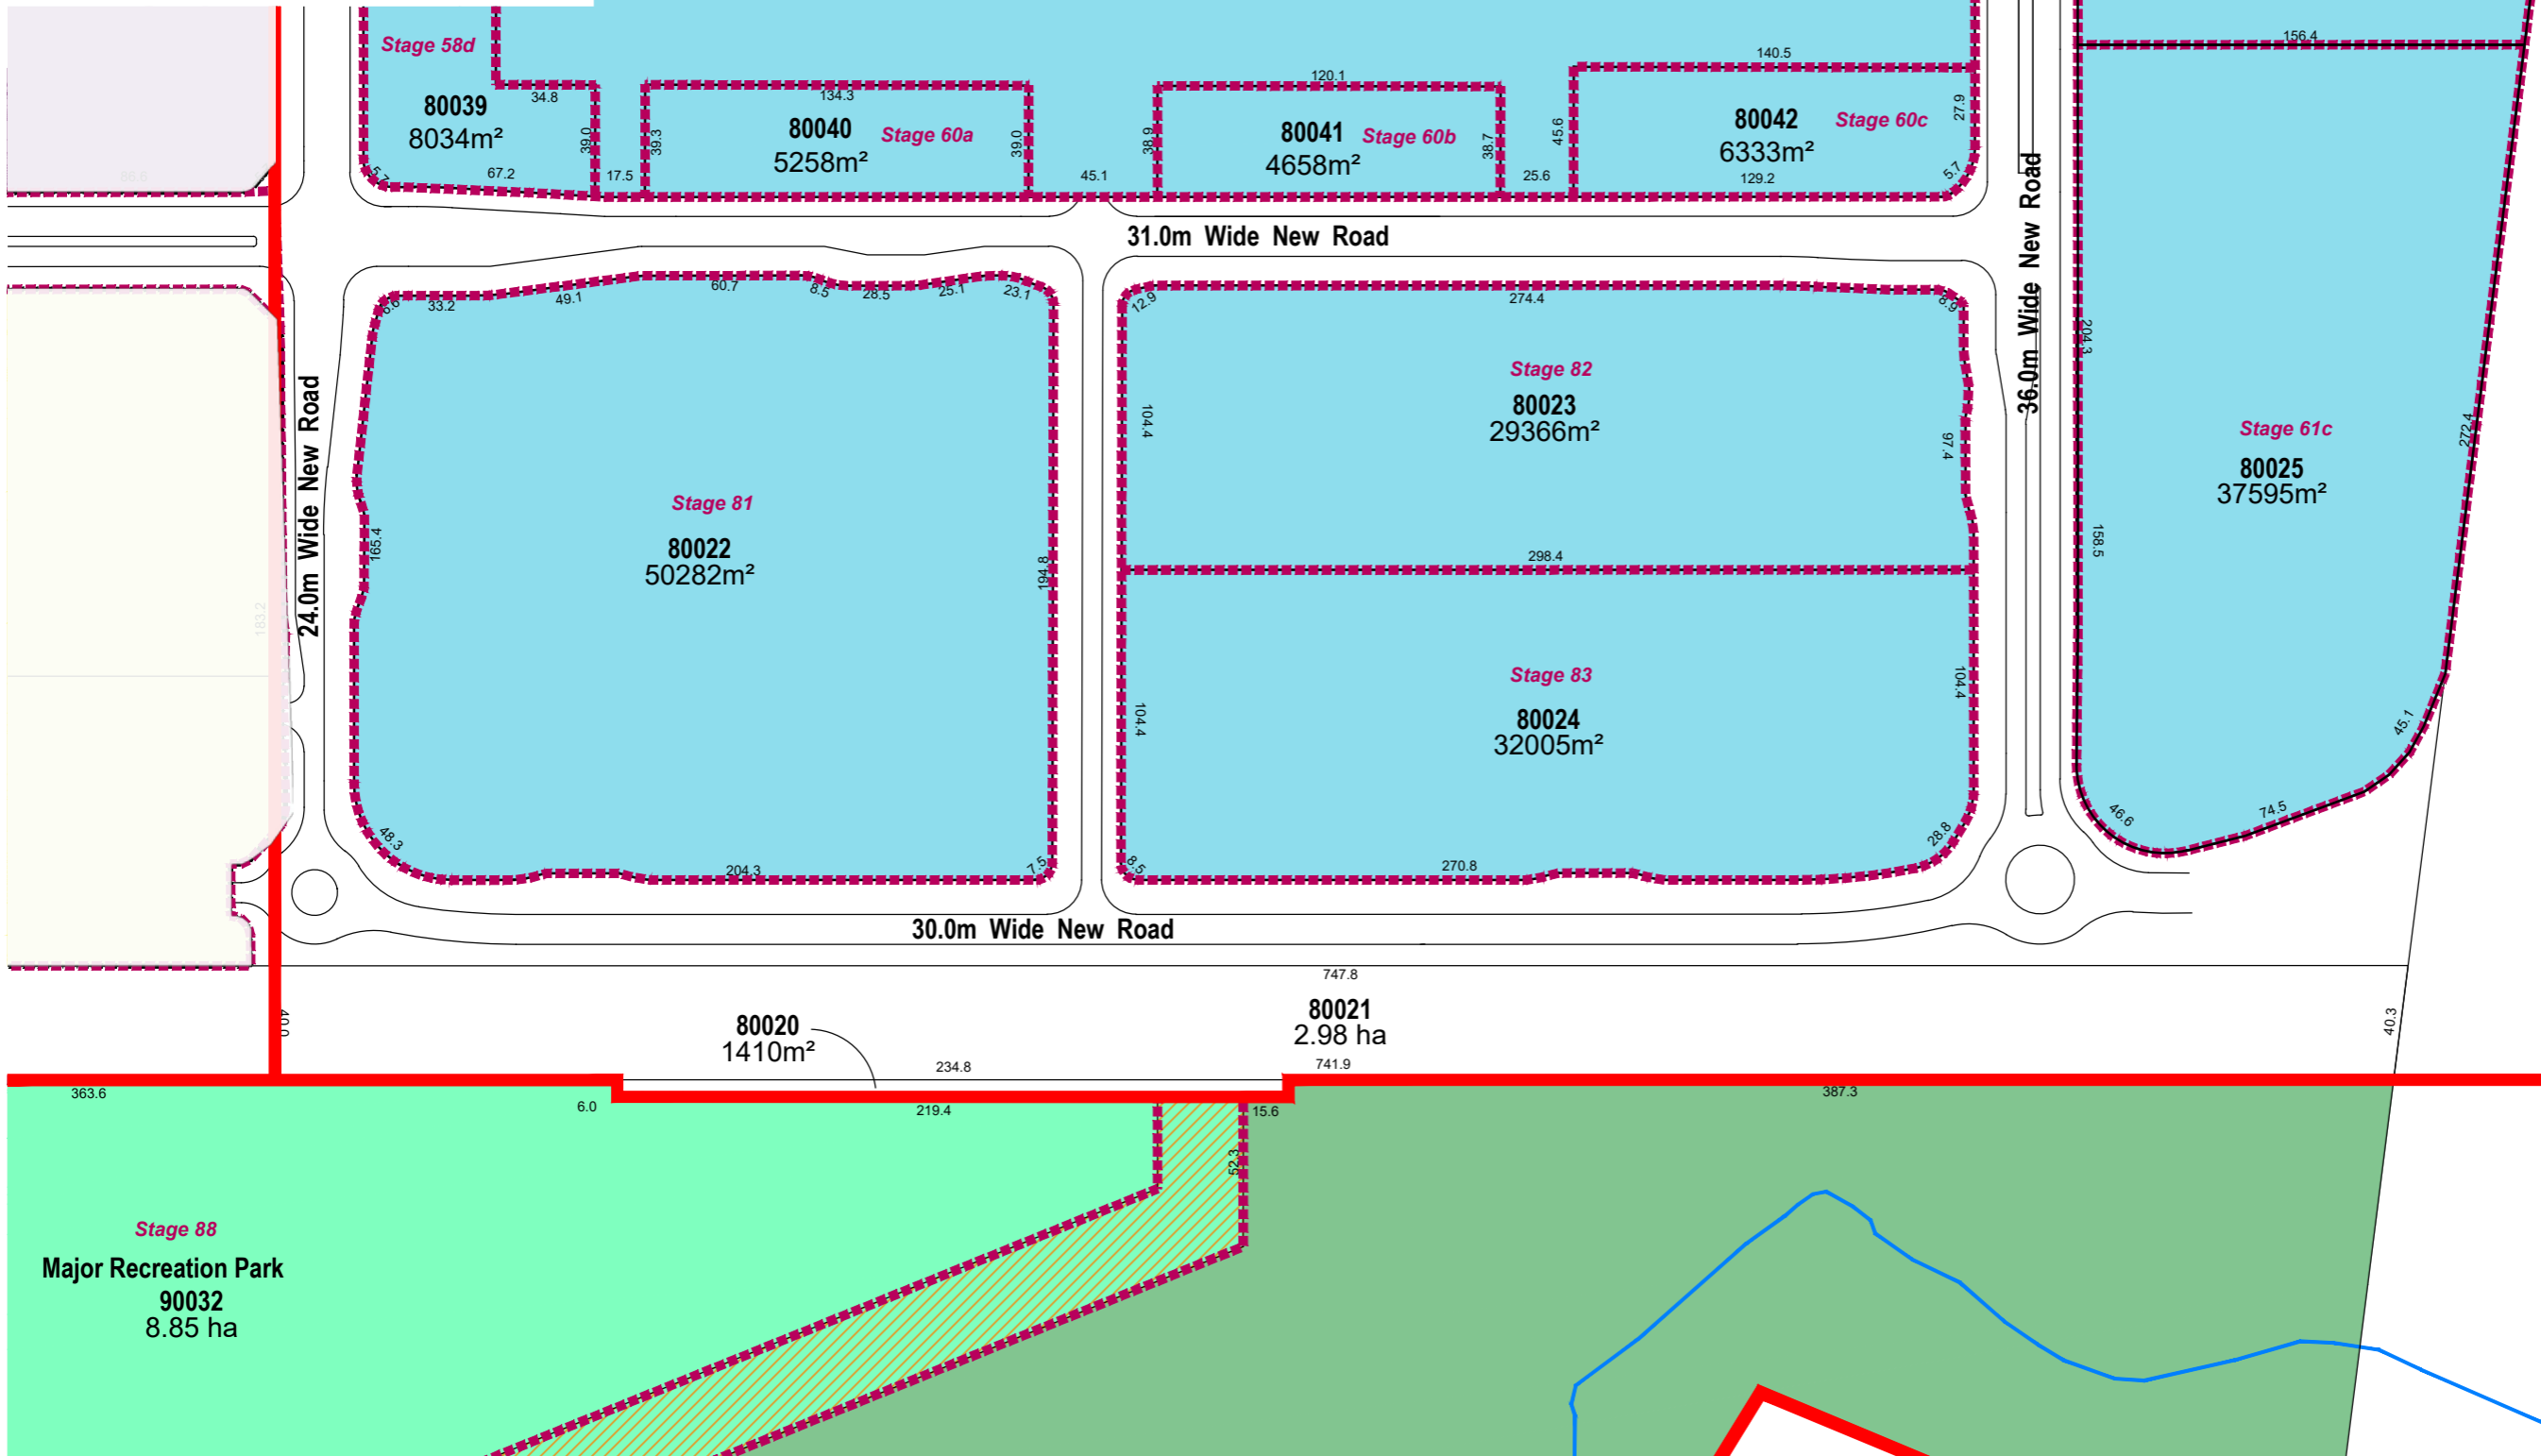 Stage 58d
80039
8034m²
34.8
39.0
5.7
67.2
17.5
39.3
134.3
80040
5258m²
Stage 60a
39.0
45.1
38.9
120.1
80041
4658m²
Stage 60b
38.7
25.6
45.6
140.5
80042
6333m²
Stage 60c
27.9
5.7
129.2
156.4
86.6
31.0m Wide New Road
36.0m Wide New Road
24.0m Wide New Road
183.2
6.6
33.2
49.1
60.7
8.5
28.5
25.1
23.1
Stage 81
80022
50282m²
165.4
194.8
48.3
204.3
7.5
12.9
274.4
8.9
Stage 82
80023
29366m²
104.4
97.4
298.4
Stage 83
80024
32005m²
104.4
104.4
8.5
270.8
28.8
204.3
158.5
Stage 61c
80025
37595m²
272.4
45.1
74.5
46.6
30.0m Wide New Road
747.8
40.0
80020
1410m²
80021
2.98 ha
40.3
234.8
741.9
363.6
6.0
219.4
15.6
387.3
52.3
Stage 88
Major Recreation Park
90032
8.85 ha